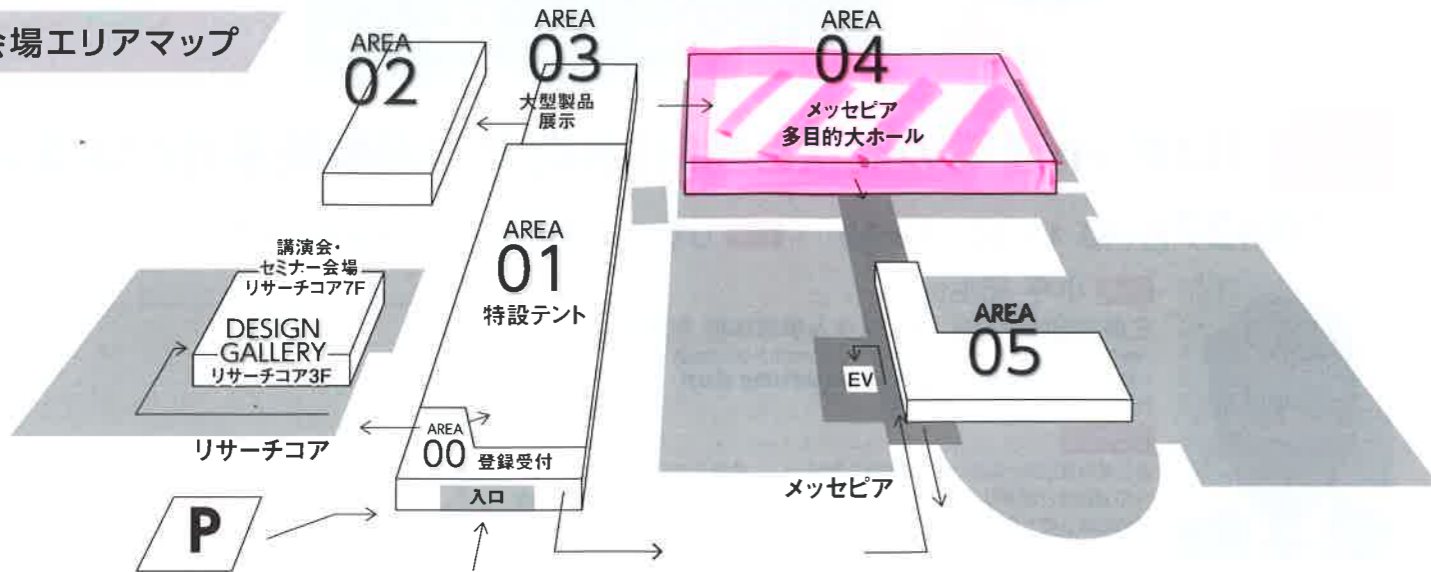 会場エリアマップ
AREA
02
AREA
03
大型製品
展示
AREA
04
メッセピア
多目的大ホール
AREA
01
特設テント
講演会・
セミナー会場
リサーチコア7F
DESIGN
GALLERY
リサーチコア3F
AREA
05
EV
AREA
00 登録受付
リサーチコア
入口
メッセピア
P